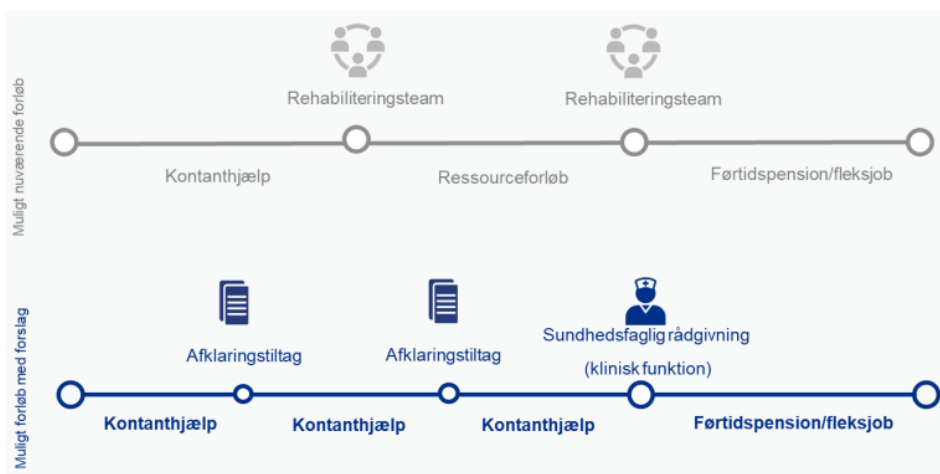 Muligt nuværende forløb
Rehabiliteringsteam
Rehabiliteringsteam
Kontanthjælp
Ressourceforløb
Førtidspension/fleksjob
Muligt forløb med forslag
Afklaringstiltag
Afklaringstiltag
Sundhedsfaglig rådgivning
(klinisk funktion)
Kontanthjælp
Kontanthjælp
Kontanthjælp
Førtidspension/fleksjob